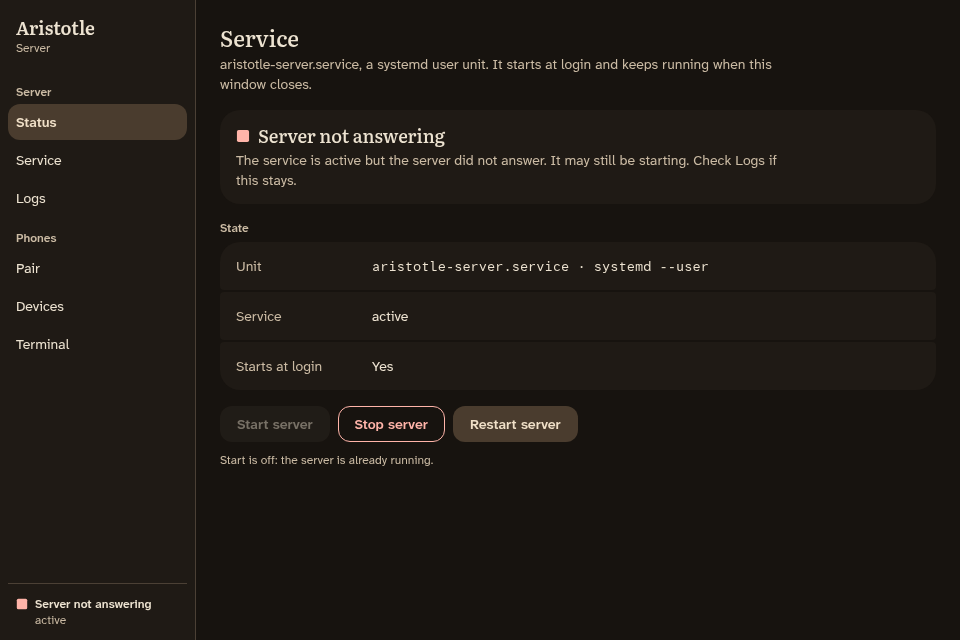 Aristotle
Server
Server
Status
Service
Logs
Phones
Pair
Devices
Terminal
Server not answering
active
Service
aristotle-server.service, a systemd user unit. It starts at login and keeps running when this
window closes.
Server not answering
The service is active but the server did not answer. It may still be starting. Check Logs if
this stays.
State
Unit aristotle-server.service · systemd --user
Service active
Starts at login Yes
Start server Stop server Restart server
Start is off: the server is already running.